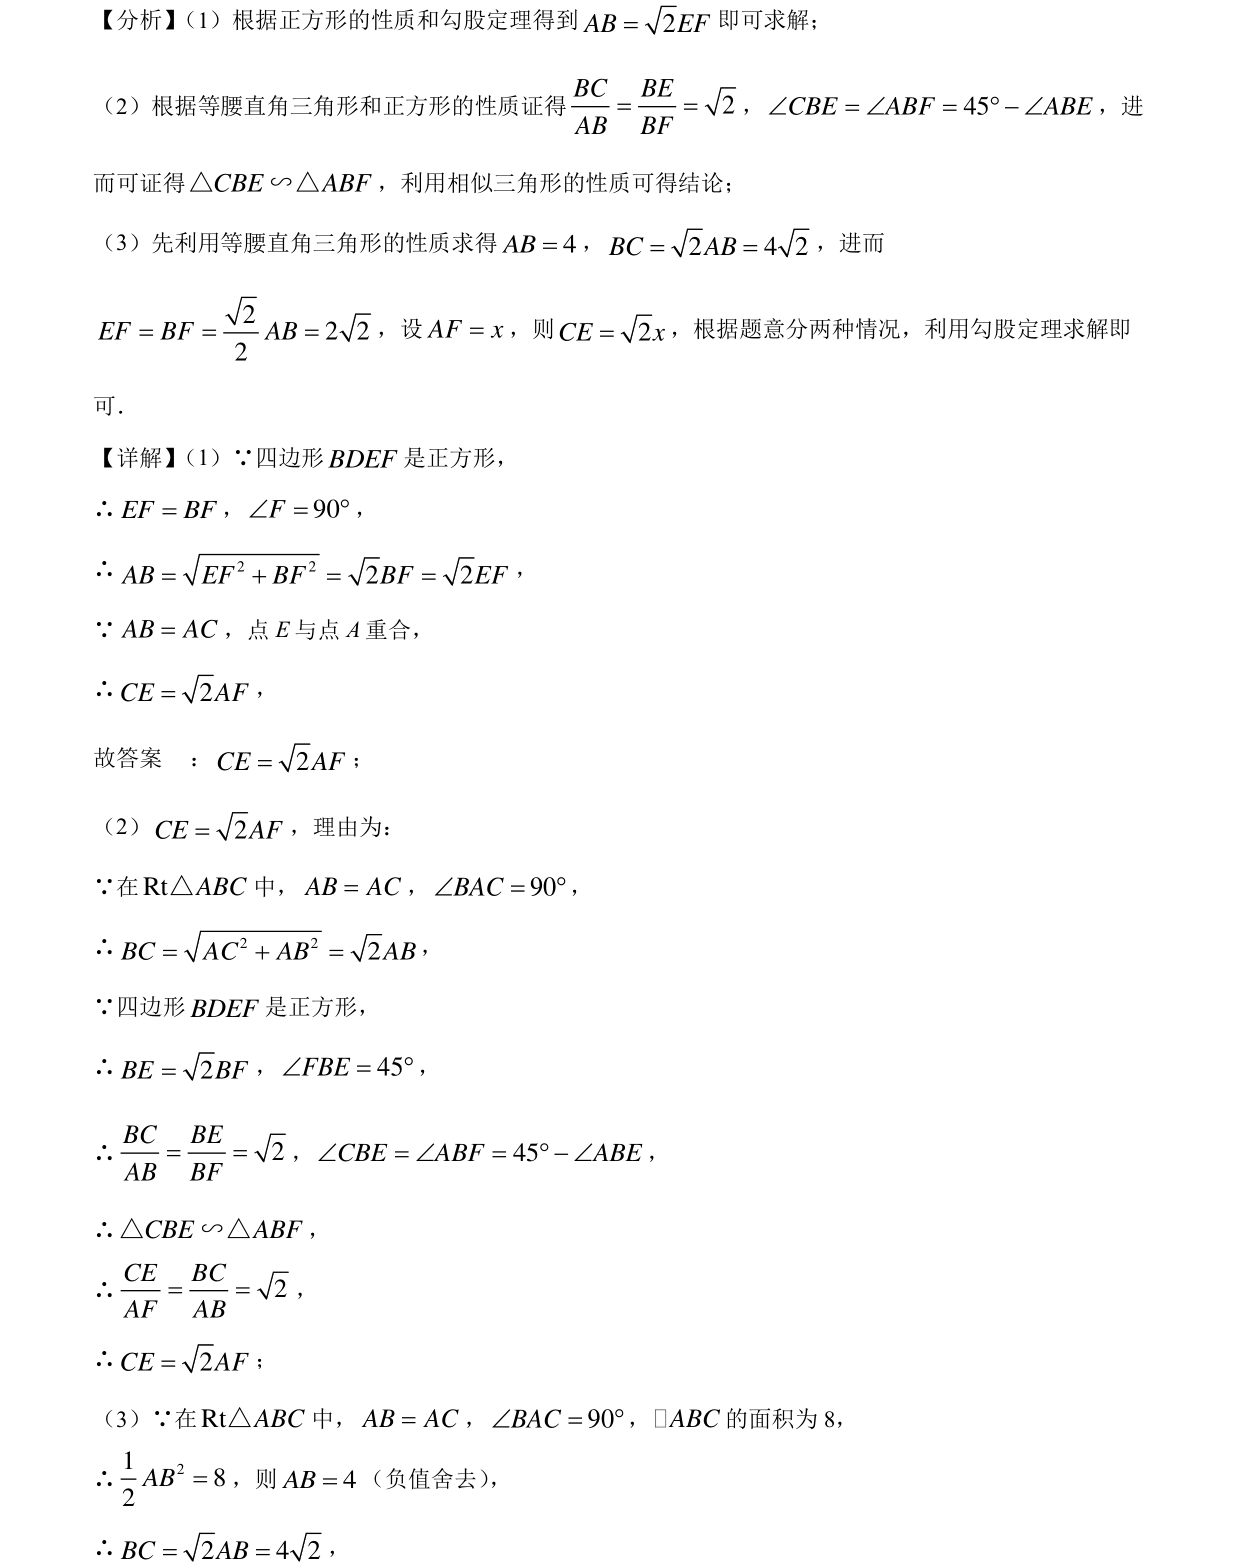 【分析】（1）根据正方形的性质和勾股定理得到 AB = √2EF 即可求解；
（2）根据等腰直角三角形和正方形的性质证得 BC/AB = BE/BF = √2，∠CBE = ∠ABF = 45° − ∠ABE，进
而可证得 △CBE ∽ △ABF，利用相似三角形的性质可得结论；
（3）先利用等腰直角三角形的性质求得 AB = 4，BC = √2AB = 4√2，进而
EF = BF = √2/2 AB = 2√2，设 AF = x，则 CE = √2x，根据题意分两种情况，利用勾股定理求解即
可．
【详解】（1）∵四边形 BDEF 是正方形，
∴ EF = BF，∠F = 90°，
∴ AB = √(EF² + BF²) = √2BF = √2EF，
∵ AB = AC，点 E 与点 A 重合，
∴ CE = √2AF，
故答案 ：CE = √2AF；
（2）CE = √2AF，理由为：
∵在 Rt△ABC 中，AB = AC，∠BAC = 90°，
∴ BC = √(AC² + AB²) = √2AB，
∵四边形 BDEF 是正方形，
∴ BE = √2BF，∠FBE = 45°，
∴ BC/AB = BE/BF = √2，∠CBE = ∠ABF = 45° − ∠ABE，
∴ △CBE ∽ △ABF，
∴ CE/AF = BC/AB = √2，
∴ CE = √2AF；
（3）∵在 Rt△ABC 中，AB = AC，∠BAC = 90°，□ABC 的面积为 8，
∴ 1/2 AB² = 8，则 AB = 4（负值舍去），
∴ BC = √2AB = 4√2，